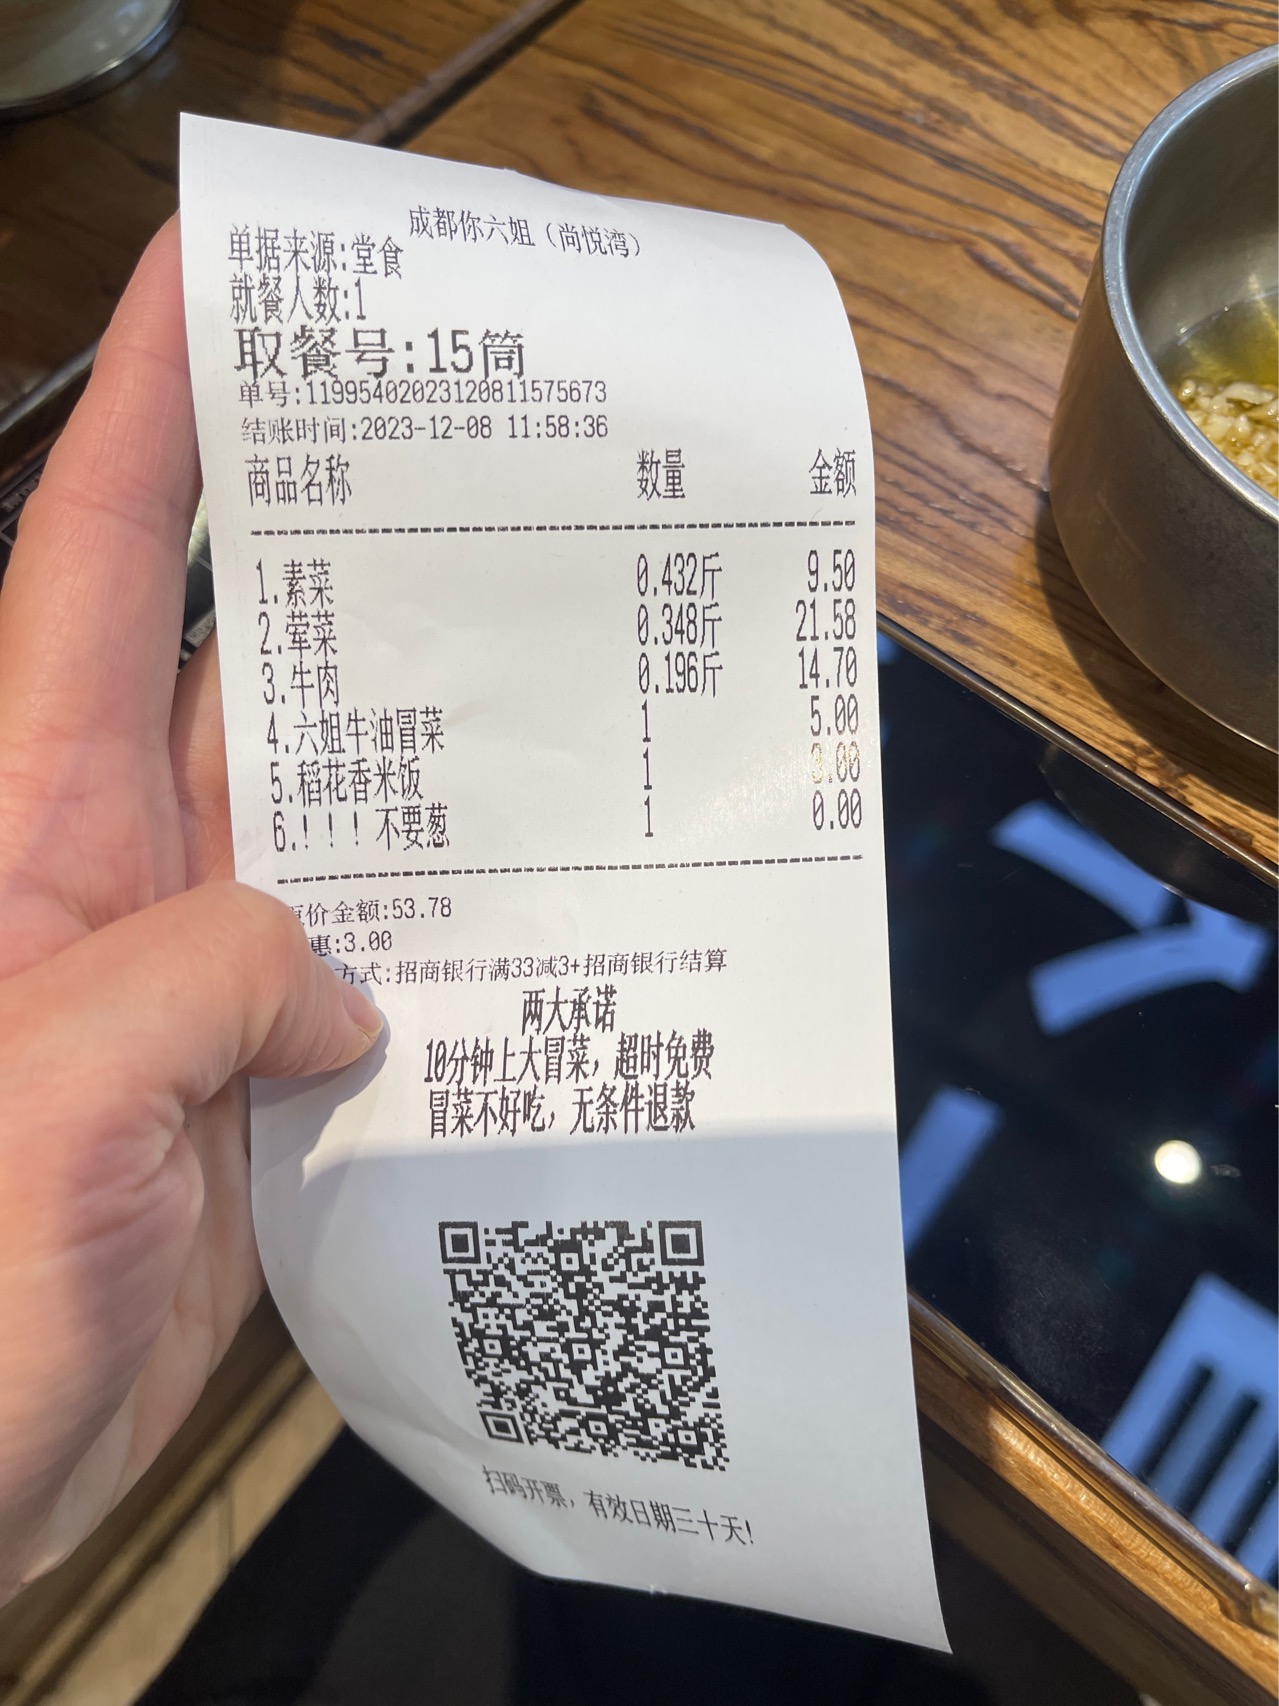 成都你六姐（尚悦湾）
单据来源:堂食
就餐人数:1
取餐号:15筒
单号:11995402023120811575673
结账时间:2023-12-08 11:58:36
商品名称 数量 金额
1.素菜 0.432斤 9.50
2.荤菜 0.348斤 21.58
3.牛肉 0.196斤 14.70
4.六姐牛油冒菜 1 5.00
5.稻花香米饭 1 3.00
6.！！！不要葱 1 0.00
价金额:53.78
惠:3.00
方式:招商银行满33减3+招商银行结算
两大承诺
10分钟上大冒菜，超时免费
冒菜不好吃，无条件退款
扫码开票，有效日期三十天!